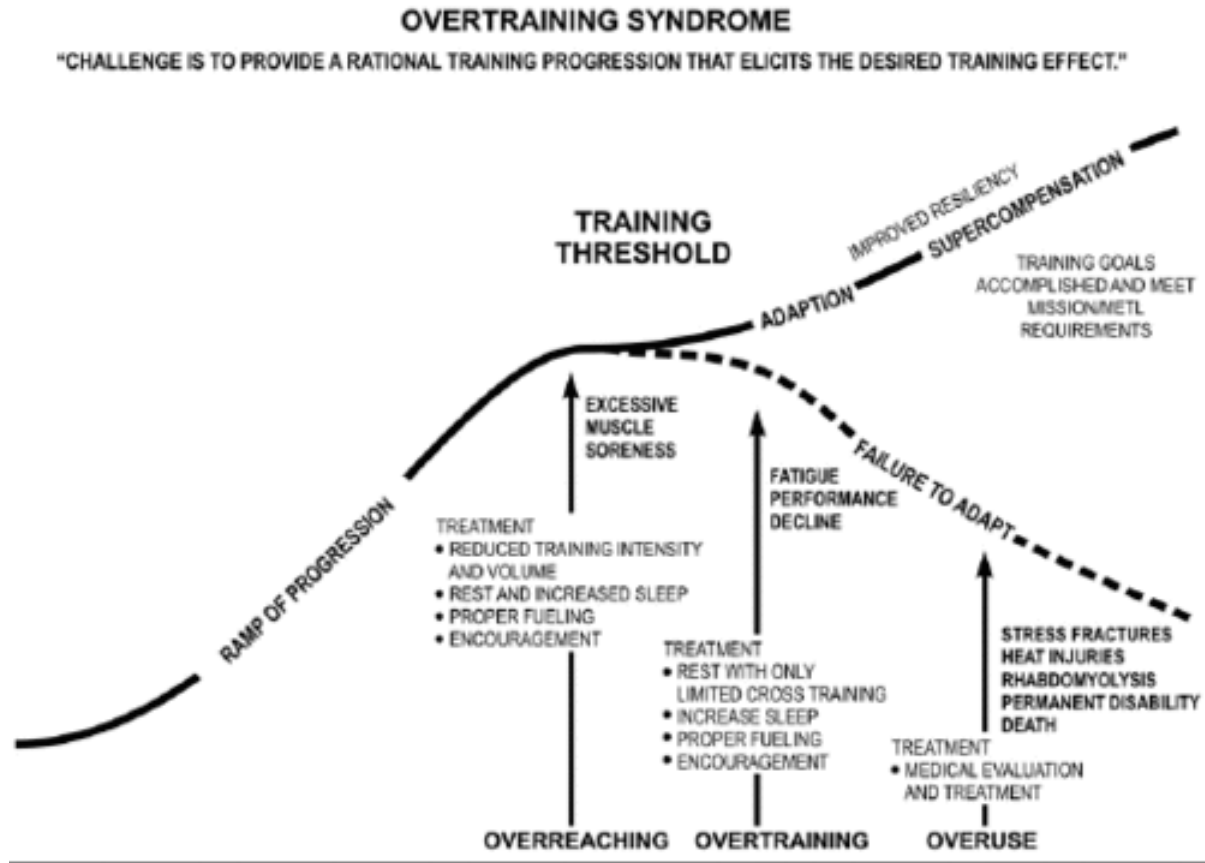 OVERTRAINING SYNDROME
"CHALLENGE IS TO PROVIDE A RATIONAL TRAINING PROGRESSION THAT ELICITS THE DESIRED TRAINING EFFECT."
TRAINING
THRESHOLD
IMPROVED RESILIENCY
SUPERCOMPENSATION
ADAPTION
TRAINING GOALS
ACCOMPLISHED AND MEET
MISSION/METL
REQUIREMENTS
RAMP OF PROGRESSION
FAILURE TO ADAPT
EXCESSIVE
MUSCLE
SORENESS
TREATMENT
• REDUCED TRAINING INTENSITY
AND VOLUME
• REST AND INCREASED SLEEP
• PROPER FUELING
• ENCOURAGEMENT
OVERREACHING
FATIGUE
PERFORMANCE
DECLINE
TREATMENT
• REST WITH ONLY
LIMITED CROSS TRAINING
• INCREASE SLEEP
• PROPER FUELING
• ENCOURAGEMENT
OVERTRAINING
STRESS FRACTURES
HEAT INJURIES
RHABDOMYOLYSIS
PERMANENT DISABILITY
DEATH
TREATMENT
• MEDICAL EVALUATION
AND TREATMENT
OVERUSE